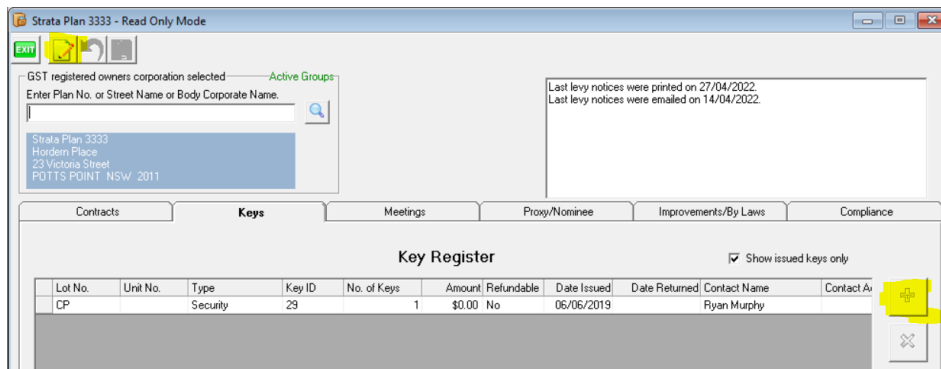 Strata Plan 3333 - Read Only Mode
EXIT
GST registered owners corporation selected Active Groups
Enter Plan No. or Street Name or Body Corporate Name.
Strata Plan 3333
Hordern Place
23 Victoria Street
POTTS POINT NSW 2011
Last levy notices were printed on 27/04/2022.
Last levy notices were emailed on 14/04/2022.
Contracts Keys Meetings Proxy/Nominee Improvements/By Laws Compliance
Key Register
Show issued keys only
Lot No. Unit No. Type Key ID No. of Keys Amount Refundable Date Issued Date Returned Contact Name Contact
CP Security 29 1 $0.00 No 06/06/2019 Ryan Murphy